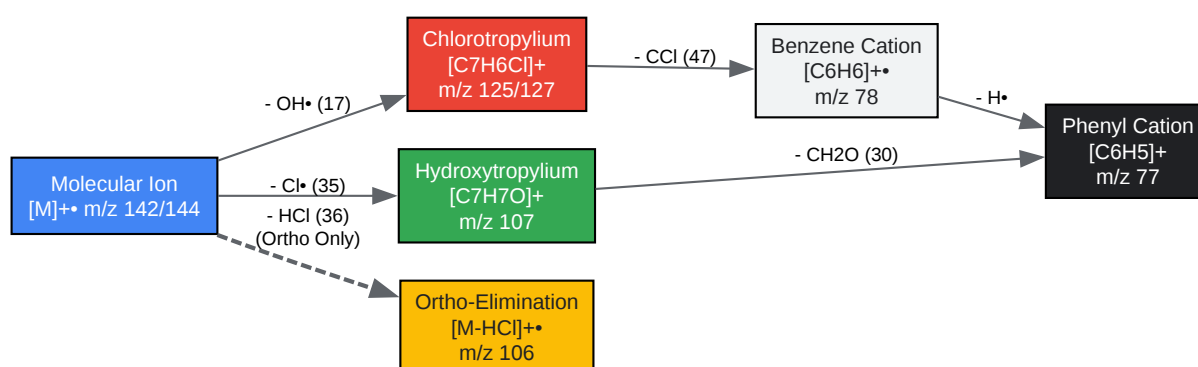 Chlorotropylium
[C7H6Cl]+
m/z 125/127
- CCl (47)
Benzene Cation
[C6H6]+•
m/z 78
- OH• (17)
- H•
Phenyl Cation
[C6H5]+
m/z 77
Molecular Ion
[M]+• m/z 142/144
- Cl• (35)
Hydroxytropylium
[C7H7O]+
m/z 107
- CH2O (30)
- HCl (36)
(Ortho Only)
Ortho-Elimination
[M-HCl]+•
m/z 106